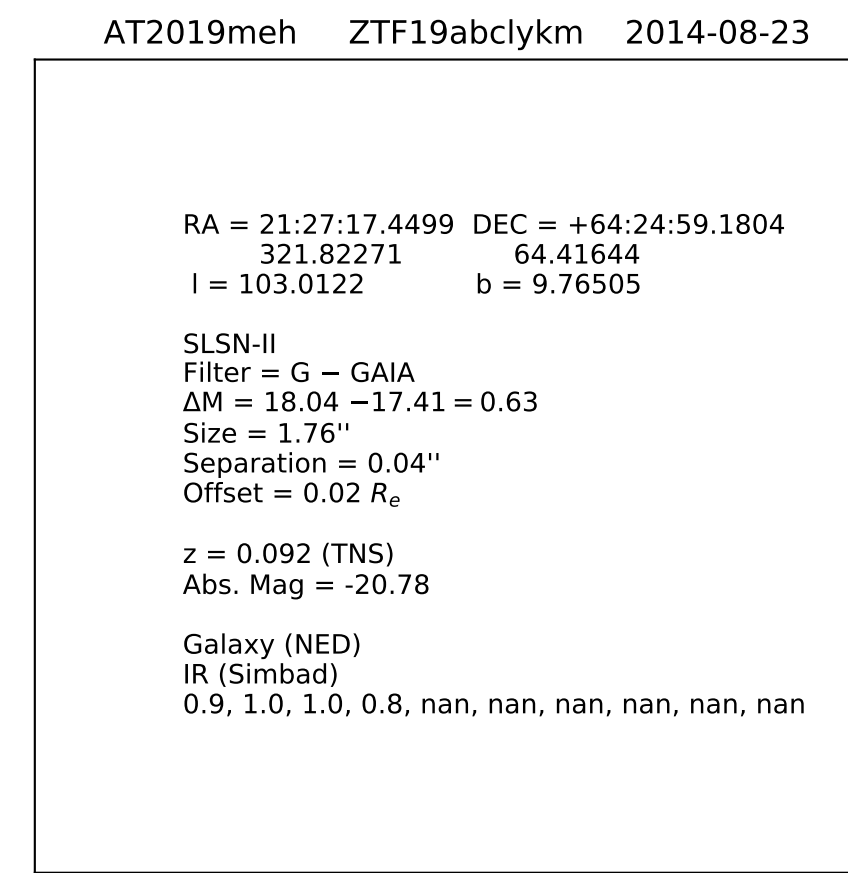 AT2019meh ZTF19abclykm 2014-08-23
RA = 21:27:17.4499 DEC = +64:24:59.1804
321.82271 64.41644
l = 103.0122 b = 9.76505
SLSN-II
Filter = G − GAIA
ΔM = 18.04 −17.41 = 0.63
Size = 1.76''
Separation = 0.04''
Offset = 0.02 Rₑ
z = 0.092 (TNS)
Abs. Mag = -20.78
Galaxy (NED)
IR (Simbad)
0.9, 1.0, 1.0, 0.8, nan, nan, nan, nan, nan, nan